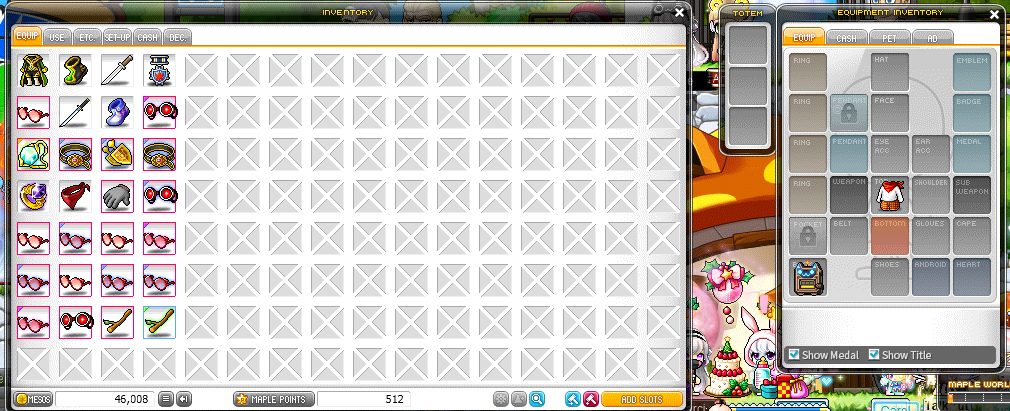 INVENTORY
EQUIP USE ETC. SET-UP CASH DEC.
MESOS 46,008 MAPLE POINTS 512 ADD SLOTS
TOTEM
EQUIPMENT INVENTORY
EQUIP CASH PET AD
RING HAT EMBLEM
RING PENDANT FACE BADGE
RING PENDANT EYE ACC EAR ACC MEDAL
RING WEAPON SHOULDER SUB WEAPON
POCKET BELT BOTTOM GLOVES CAPE
SHOES ANDROID HEART
Show Medal Show Title
MAPLE WORL